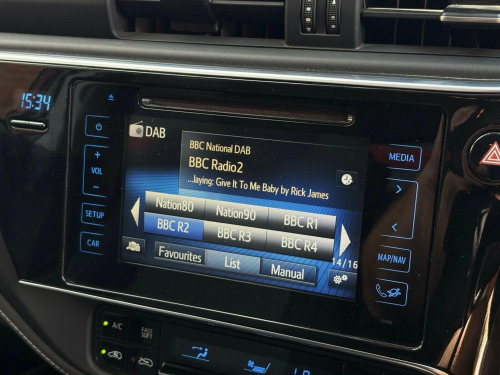 15:34
DAB
BBC National DAB
BBC Radio2
...laying: Give It To Me Baby by Rick James
Nation80 Nation90 BBC R1
BBC R2 BBC R3 BBC R4
14/16
Favourites List Manual
VOL
SETUP
CAR
MEDIA
MAP/NAV
A/C
FAST
SOFT